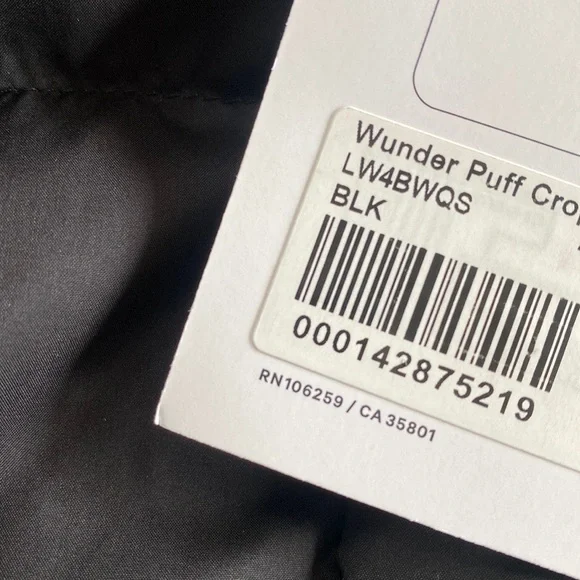 Wunder Puff Cro
LW4BWQS
BLK
000142875219
RN106259 / CA 35801